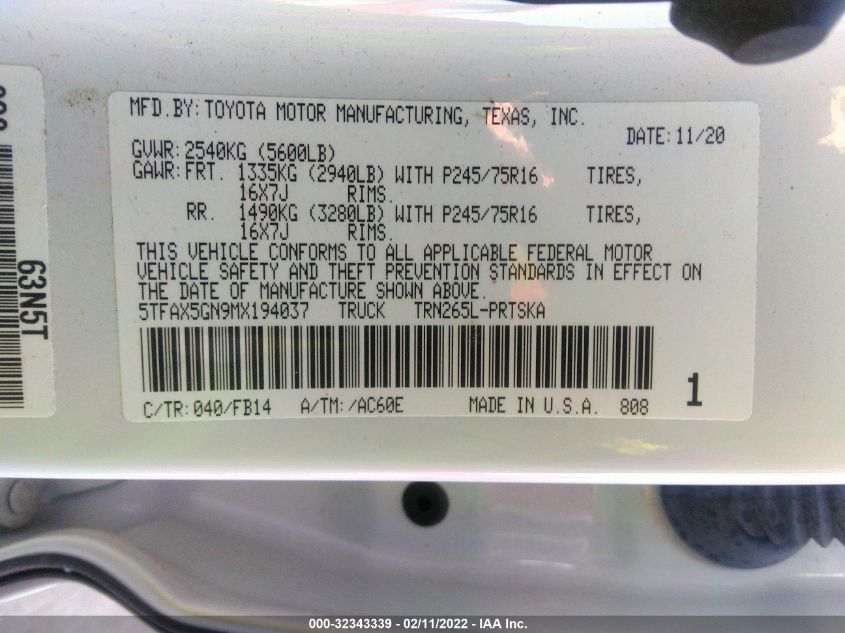 MFD.BY: TOYOTA MOTOR MANUFACTURING, TEXAS, INC.
DATE: 11/20
GVWR: 2540KG (5600LB)
GAWR: FRT. 1335KG (2940LB) WITH P245/75R16 TIRES,
16X7J RIMS.
RR. 1490KG (3280LB) WITH P245/75R16 TIRES,
16X7J RIMS.
THIS VEHICLE CONFORMS TO ALL APPLICABLE FEDERAL MOTOR
VEHICLE SAFETY AND THEFT PREVENTION STANDARDS IN EFFECT ON
THE DATE OF MANUFACTURE SHOWN ABOVE.
5TFAX5GN9MX194037 TRUCK TRN265L-PRTSKA
1
C/TR: 040/FB14 A/TM: /AC60E MADE IN U.S.A. 808
63N5T
000-32343339 - 02/11/2022 - IAA Inc.